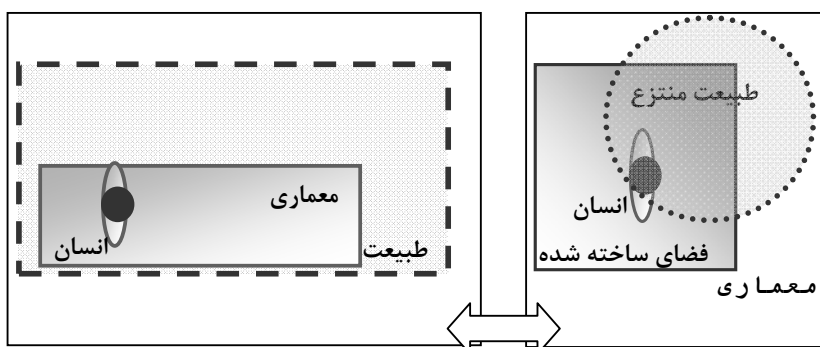 طبیعت منتزع
انسان
فضای ساخته شده
معماری
معماری
انسان
طبیعت